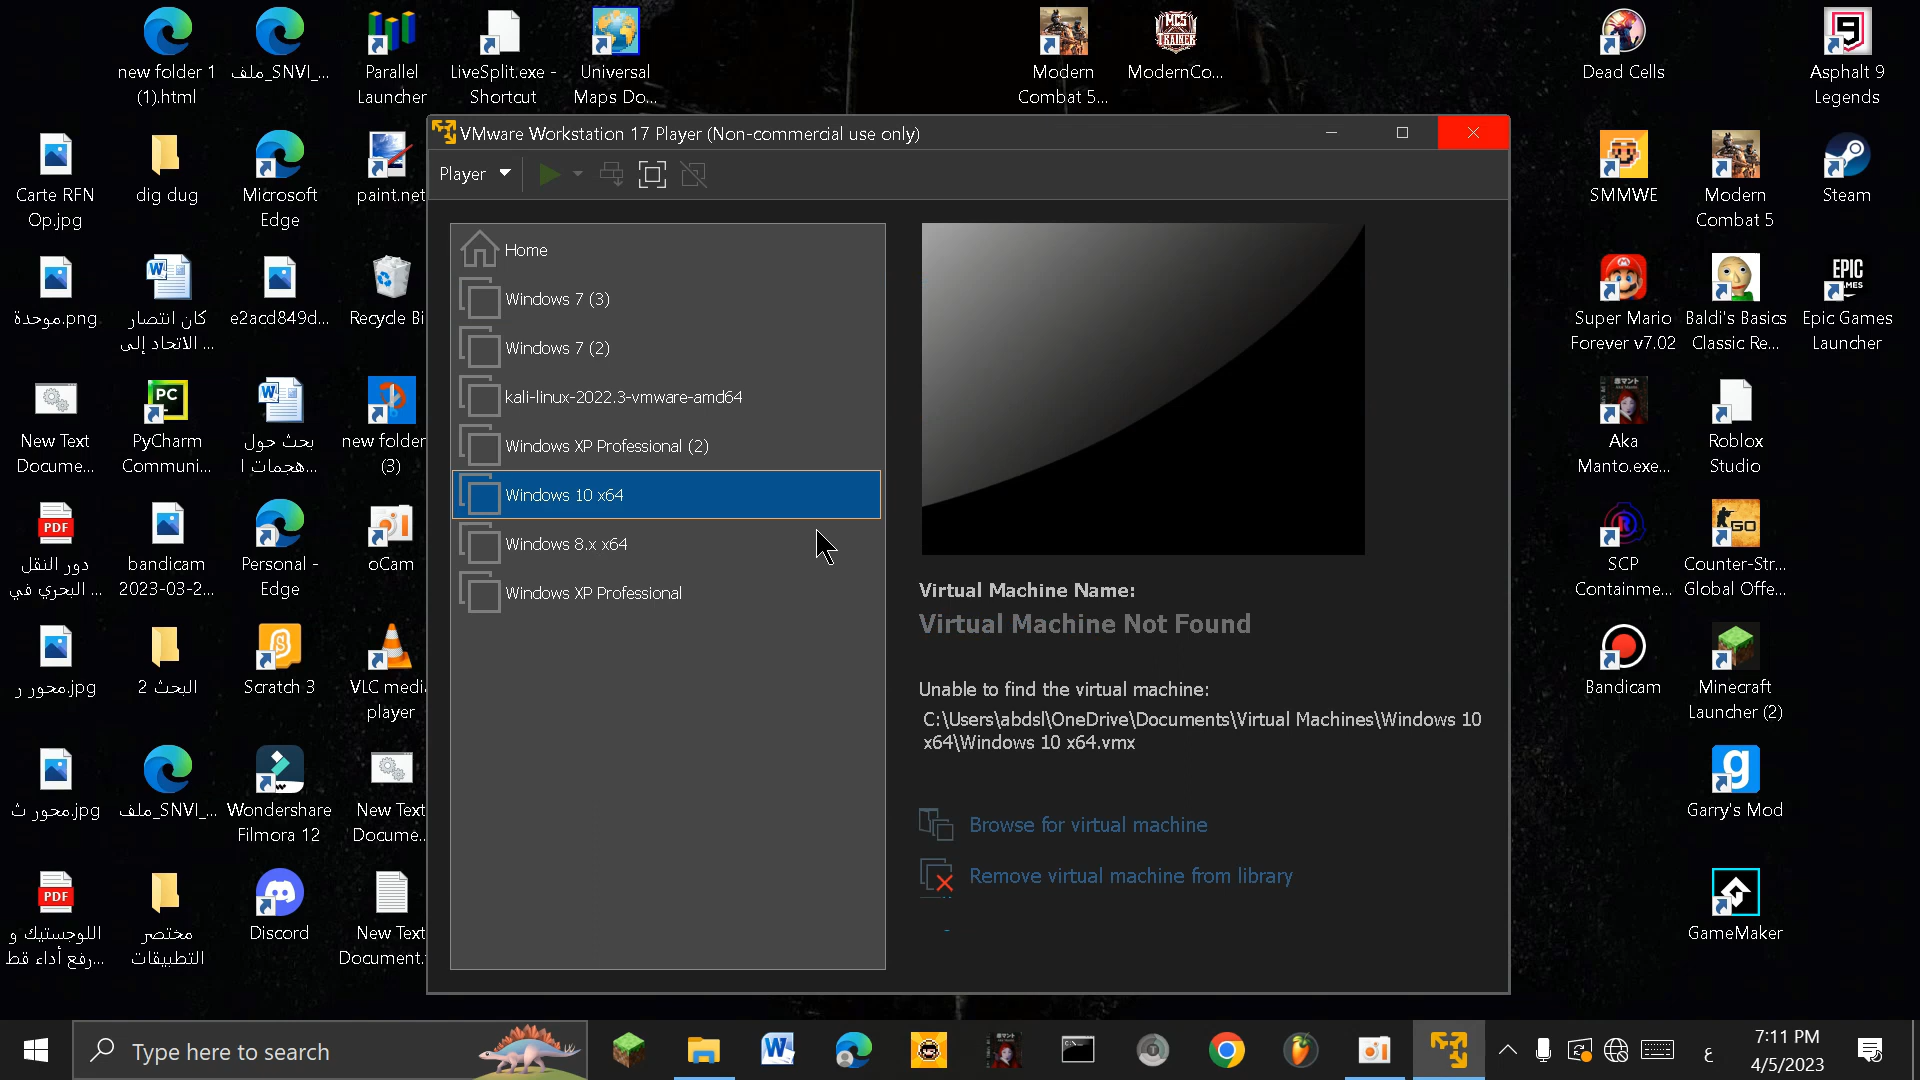 new folder 1
(1).html
ملف_SNVI_...
Parallel
Launcher
LiveSplit.exe -
Shortcut
Universal
Maps Do...
Modern
Combat 5...
ModernCo...
Dead Cells
Asphalt 9
Legends
Carte RFN
Op.jpg
dig dug
Microsoft
Edge
paint.net
SMMWE
Modern
Combat 5
Steam
موحدة.png
كان انتصار
الاتحاد إلى ...
e2acd849d...
Recycle Bi
Super Mario
Forever v7.02
Baldi's Basics
Classic Re...
Epic Games
Launcher
New Text
Docume...
PyCharm
Communi...
بحث حول
هجمات ا...
new folder
(3)
Aka
Manto.exe...
Roblox
Studio
دور النقل
البحري في ...
bandicam
2023-03-2...
Personal -
Edge
oCam
SCP
Containme...
Counter-Str...
Global Offe...
محور ر.jpg
البحث 2
Scratch 3
VLC medi
player
Bandicam
Minecraft
Launcher (2)
محور ث.jpg
ملف_SNVI_...
Wondershare
Filmora 12
New Text
Docume...
Garry's Mod
اللوجستيك و
رفع أداء قط...
مختصر
التطبيقات
Discord
New Text
Document.
GameMaker
VMware Workstation 17 Player (Non-commercial use only)
Player
Home
Windows 7 (3)
Windows 7 (2)
kali-linux-2022.3-vmware-amd64
Windows XP Professional (2)
Windows 10 x64
Windows 8.x x64
Windows XP Professional
Virtual Machine Name:
Virtual Machine Not Found
Unable to find the virtual machine:
C:\Users\abdsl\OneDrive\Documents\Virtual Machines\Windows 10
x64\Windows 10 x64.vmx
Browse for virtual machine
Remove virtual machine from library
Type here to search
ع
7:11 PM
4/5/2023